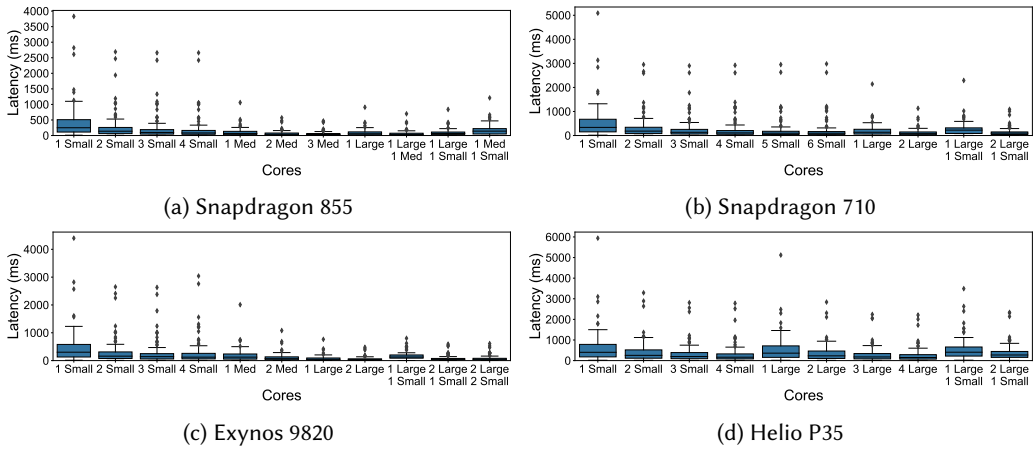 Latency (ms)
4000
3500
3000
2500
2000
1500
1000
500
0
1 Small 2 Small 3 Small 4 Small 1 Med 2 Med 3 Med 1 Large 1 Large 1 Large 1 Med
1 Med 1 Small 1 Small
Cores
(a) Snapdragon 855
Latency (ms)
5000
4000
3000
2000
1000
0
1 Small 2 Small 3 Small 4 Small 5 Small 6 Small 1 Large 2 Large 1 Large 2 Large
1 Small 1 Small
Cores
(b) Snapdragon 710
Latency (ms)
4000
3000
2000
1000
0
1 Small 2 Small 3 Small 4 Small 1 Med 2 Med 1 Large 2 Large 1 Large 2 Large 2 Large
1 Small 1 Small 2 Small
Cores
(c) Exynos 9820
Latency (ms)
6000
5000
4000
3000
2000
1000
0
1 Small 2 Small 3 Small 4 Small 1 Large 2 Large 3 Large 4 Large 1 Large 2 Large
1 Small 1 Small
Cores
(d) Helio P35